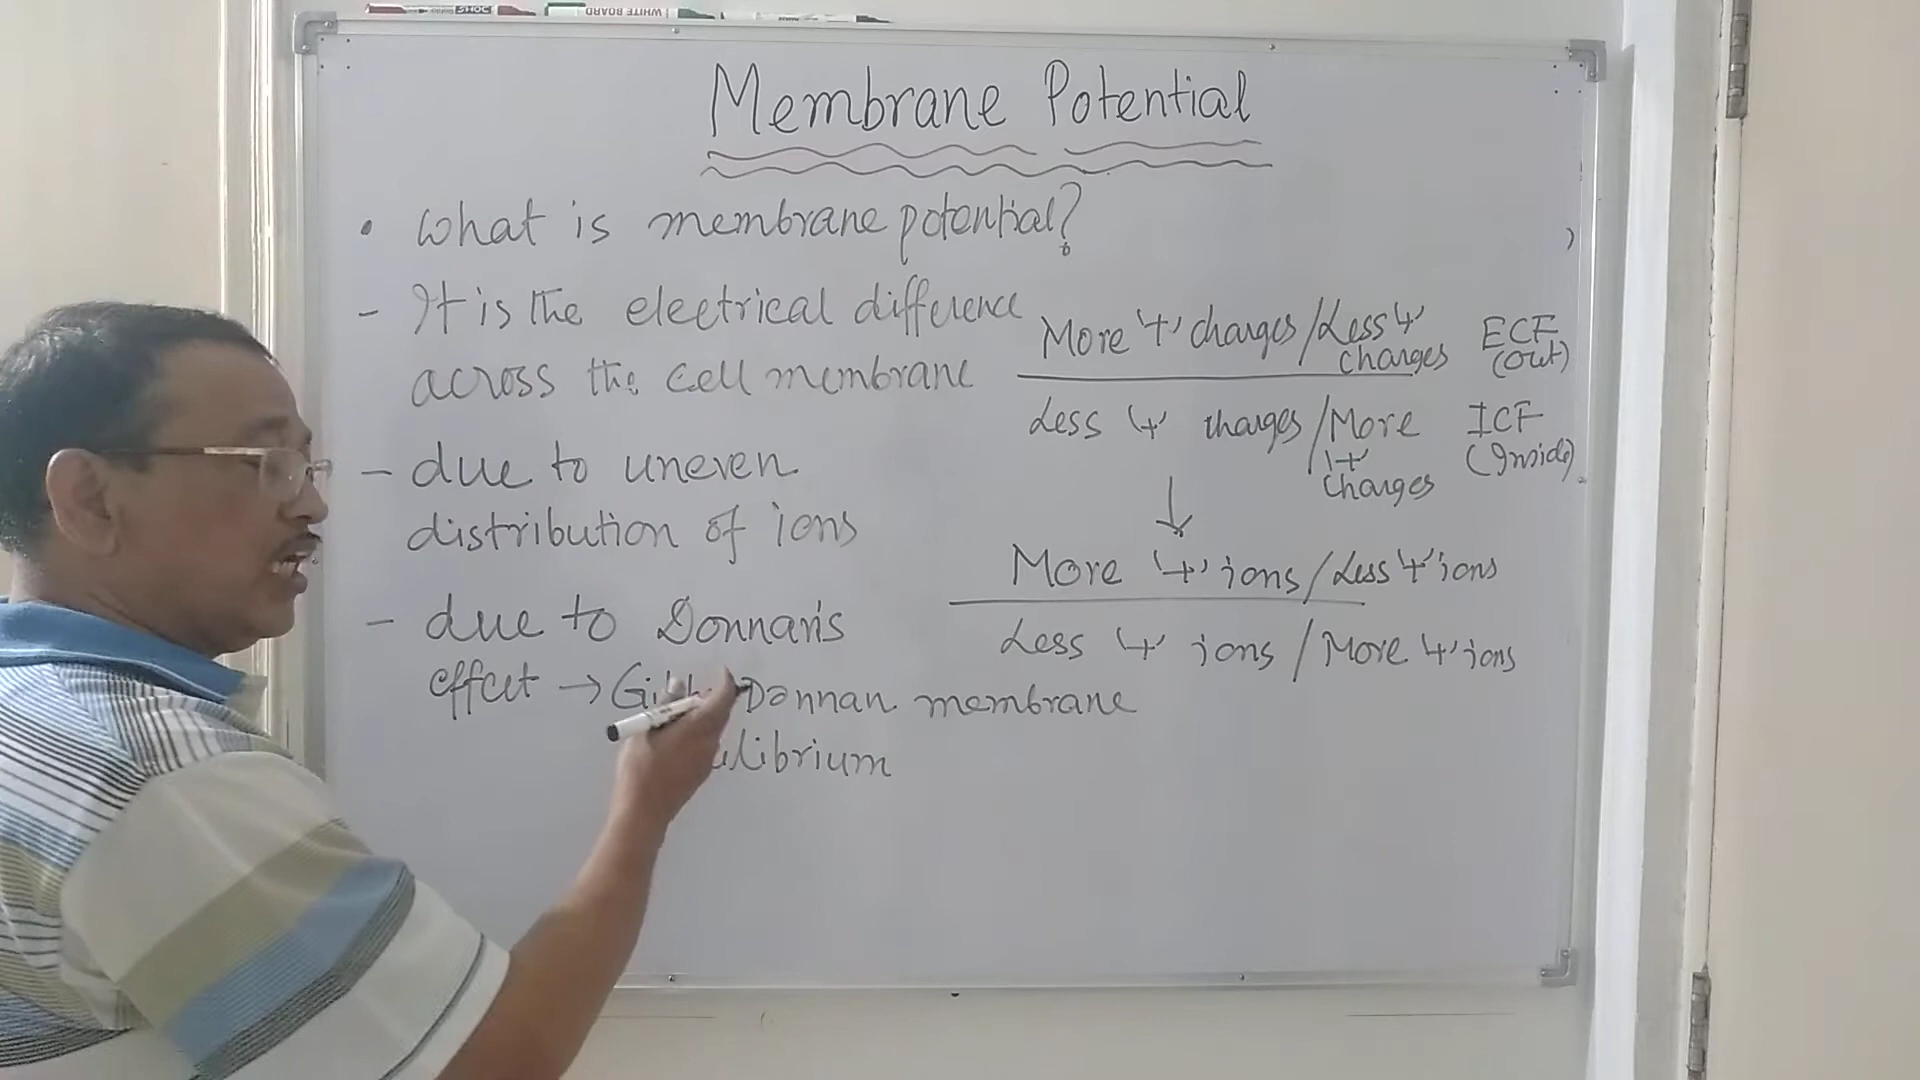 WHITE BOARD
Membrane Potential
• What is membrane potential?
- It is the electrical difference
across the cell membrane
- due to uneven
distribution of ions
- due to Donnan's
effect → Donnan membrane
More '+' charges/Less '+'
charges
ECF
(out)
Less '+' charges/More
'+'
charges
ICF
(Inside)
↓
More '+' ions/Less '+' ions
Less '+' ions/More '+' ions